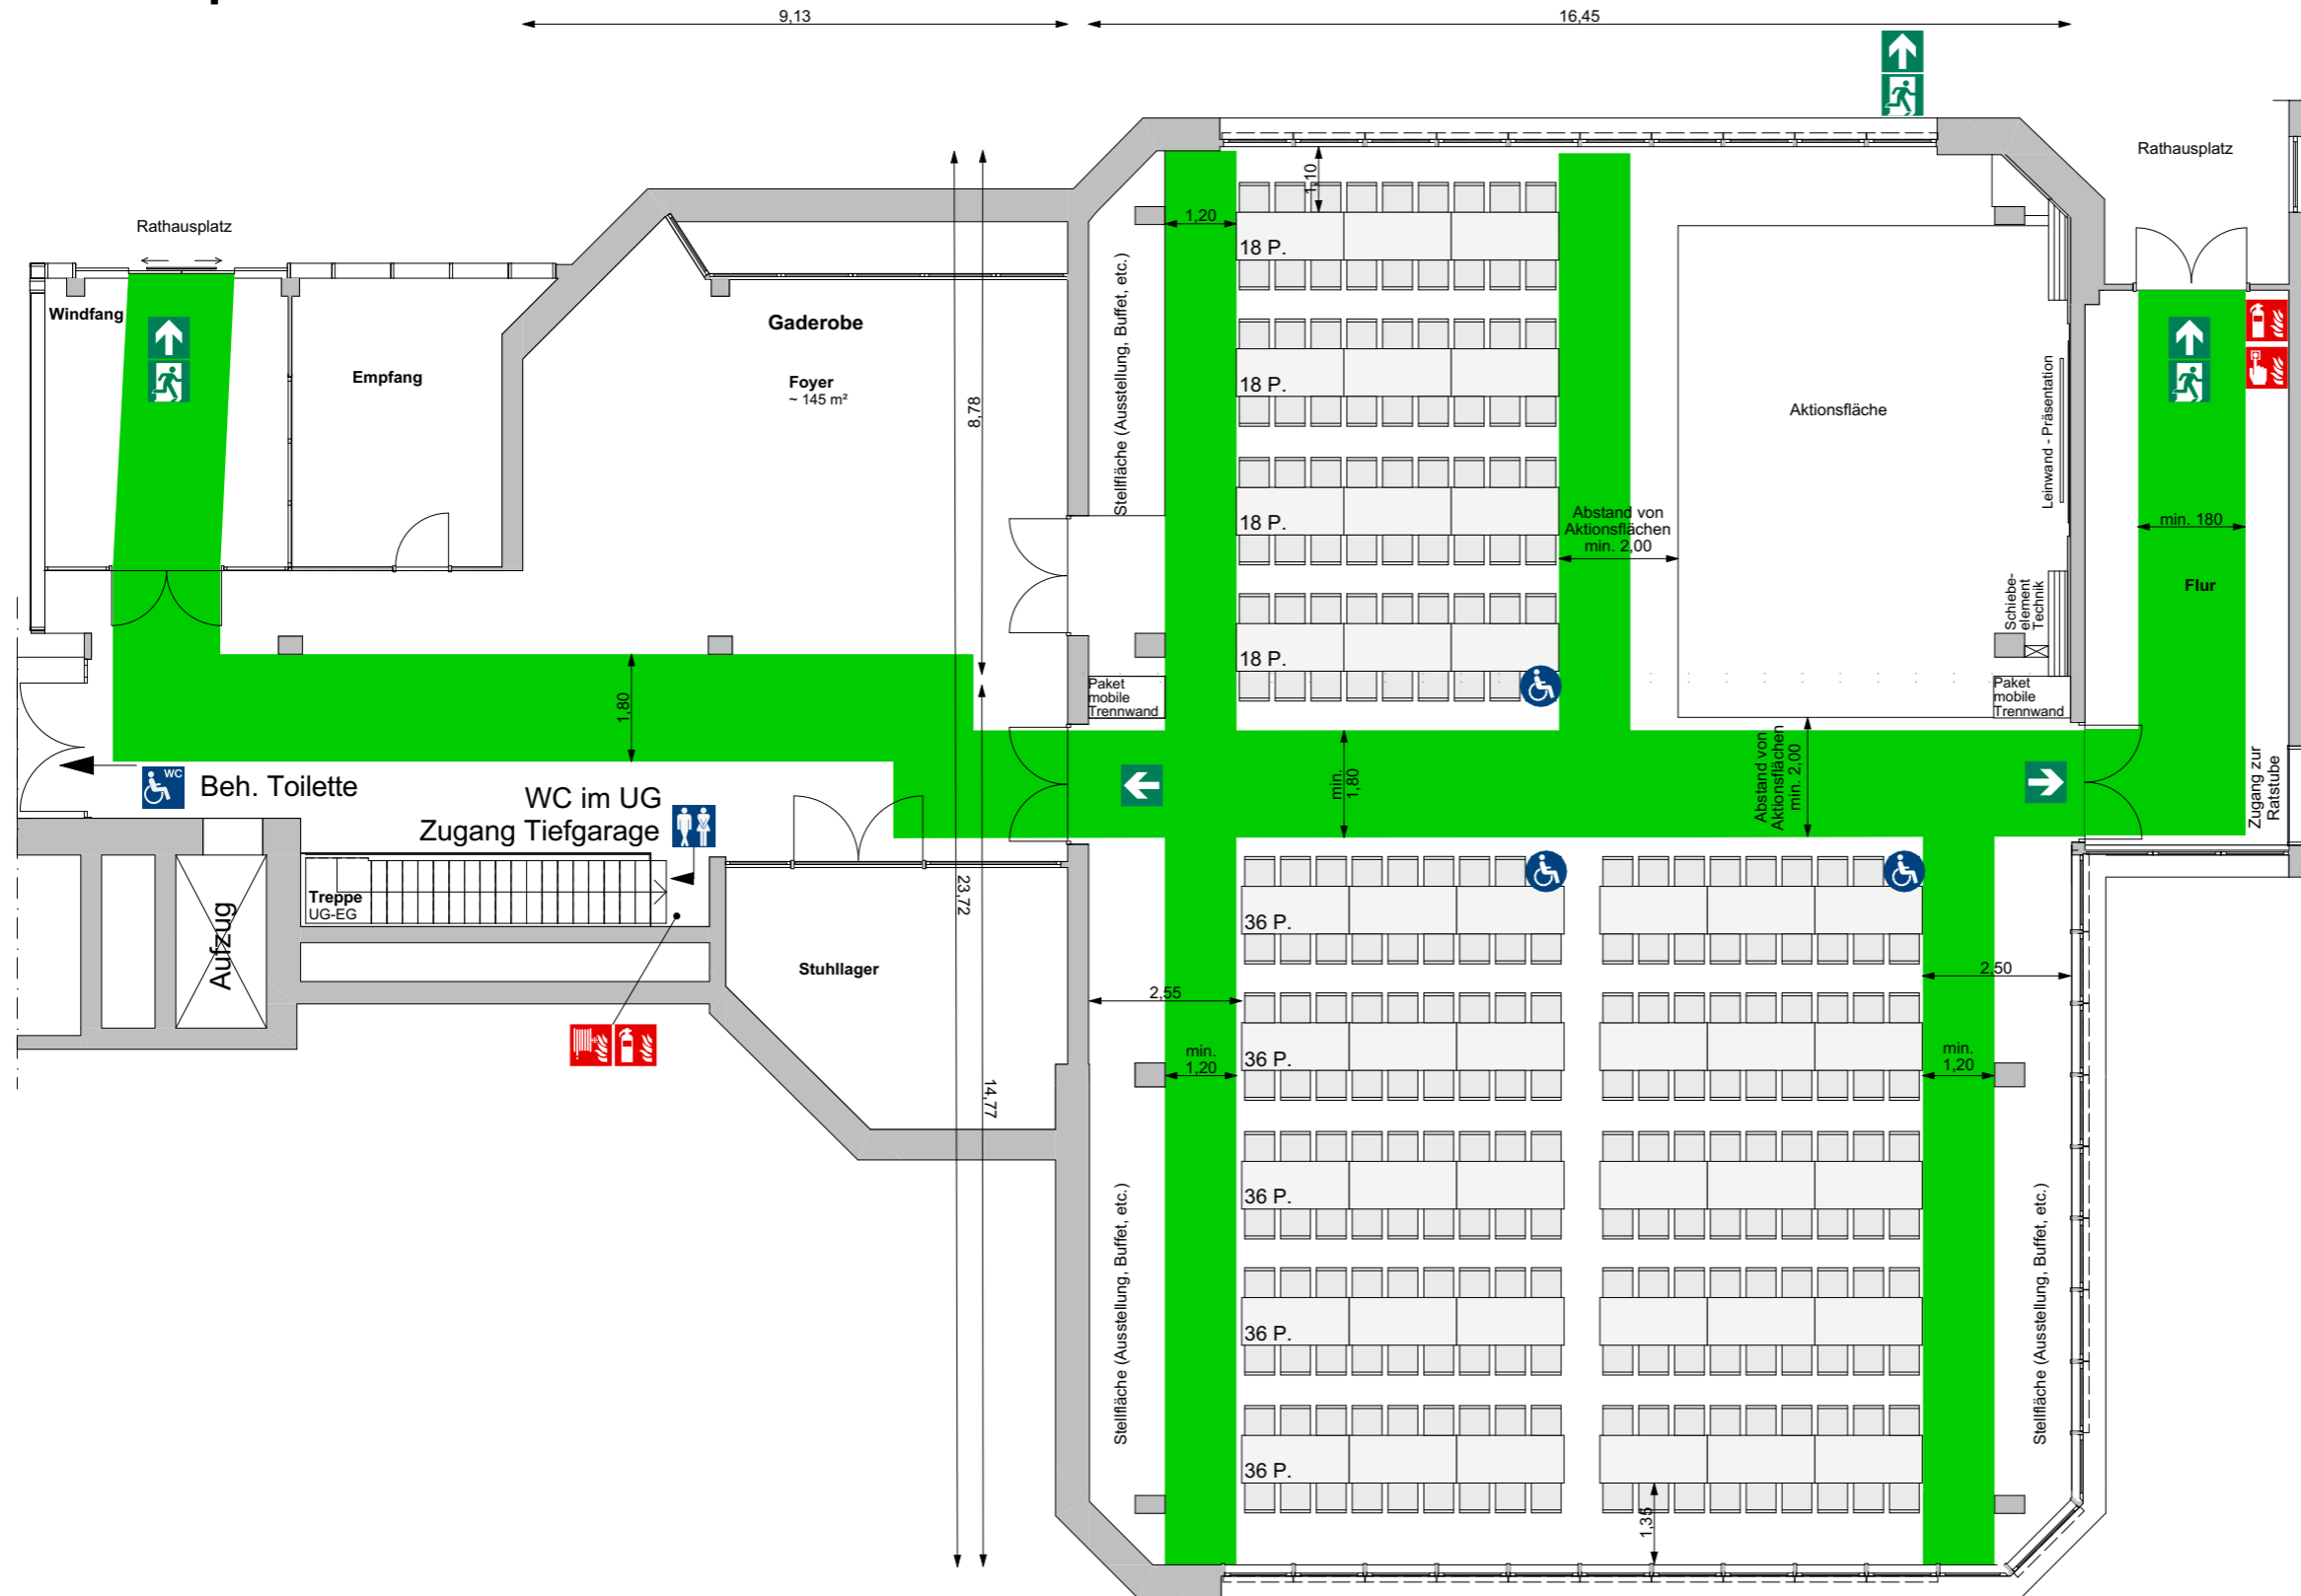 9,13
16,45
Rathausplatz
Rathausplatz
Windfang
Empfang
Gaderobe
Foyer
~ 145 m²
8,78
23,72
14,77
1,80
Beh. Toilette
WC
WC im UG
Zugang Tiefgarage
Treppe
UG-EG
Aufzug
Stuhllager
Stellfläche (Ausstellung, Buffet, etc.)
1,20
1,10
18 P.
18 P.
18 P.
18 P.
Abstand von
Aktionsflächen
min. 2,00
Aktionsfläche
Leinwand - Präsentation
Schiebe-
element
Technik
min. 180
Flur
Paket
mobile
Trennwand
Paket
mobile
Trennwand
min.
1,80
Abstand von
Aktionsflächen
min. 2,00
Zugang zur
Ratstube
36 P.
36 P.
36 P.
36 P.
36 P.
2,55
2,50
min.
1,20
min.
1,20
Stellfläche (Ausstellung, Buffet, etc.)
Stellfläche (Ausstellung, Buffet, etc.)
1,35